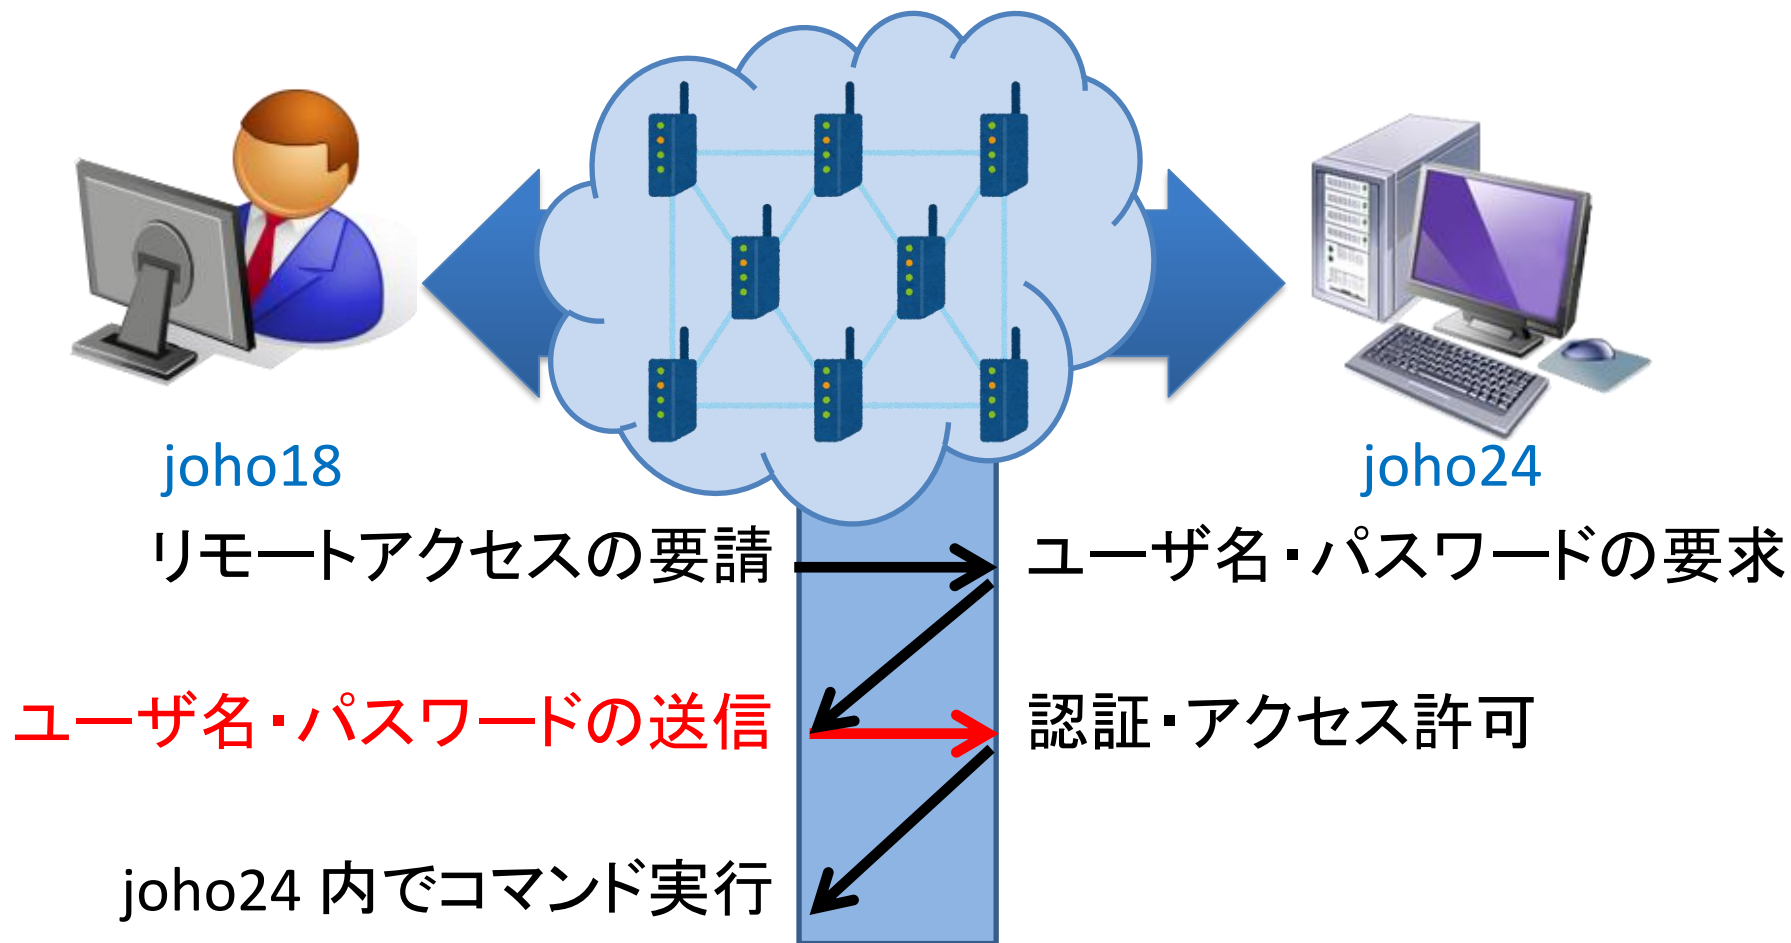 joho18
joho24
リモートアクセスの要請
ユーザ名・パスワードの要求
ユーザ名・パスワードの送信
認証・アクセス許可
joho24 内でコマンド実行